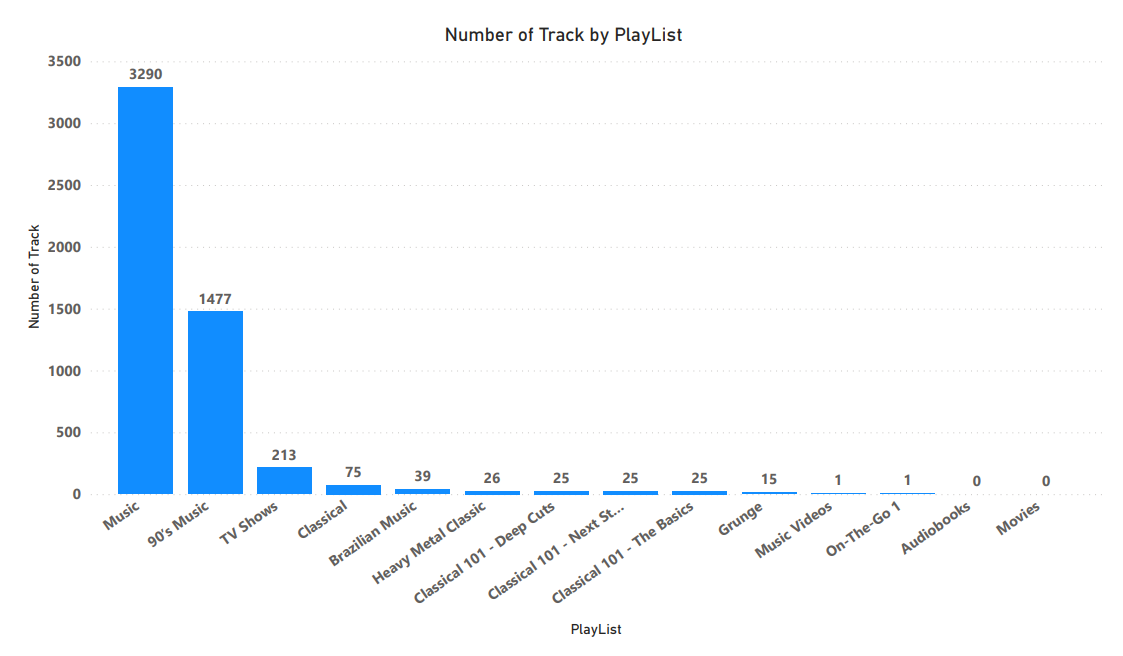 Number of Track by PlayList
Number of Track
3500
3000
2500
2000
1500
1000
500
0
3290
1477
213
75
39
26
25
25
25
15
1
1
0
0
Music
90's Music
TV Shows
Classical
Brazilian Music
Heavy Metal Classic
Classical 101 - Deep Cuts
Classical 101 - Next St...
Classical 101 - The Basics
Grunge
Music Videos
On-The-Go 1
Audiobooks
Movies
PlayList